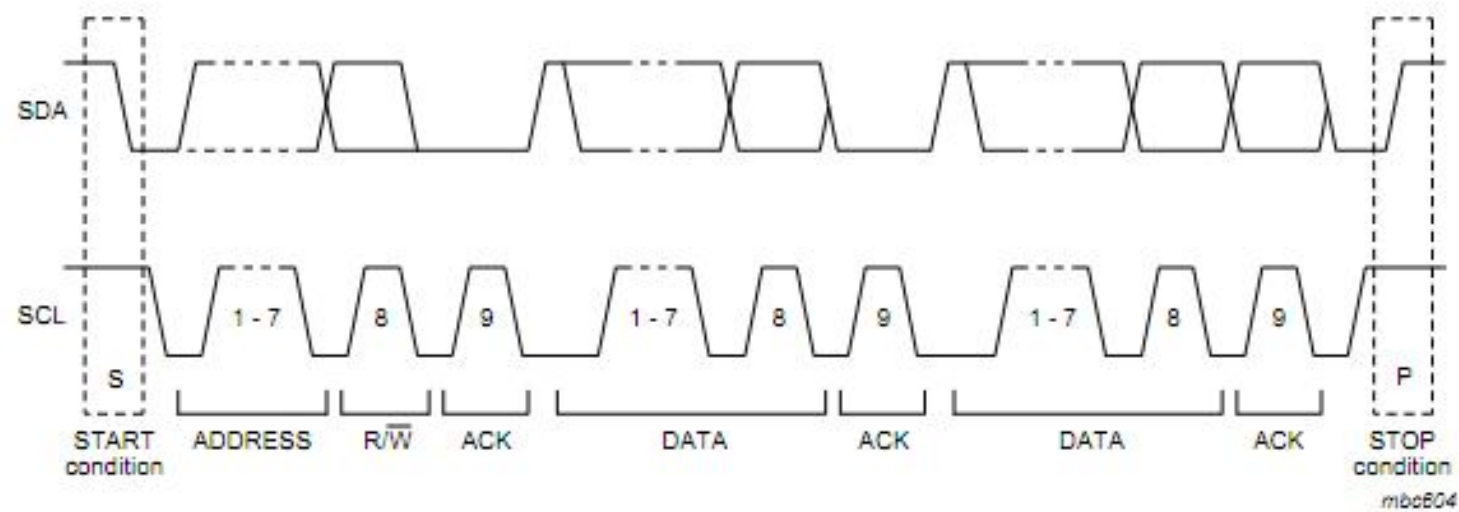 SDA
SCL
1 - 7
8
9
1 - 7
8
9
1 - 7
8
9
S
P
START
condition
ADDRESS
R/W̅
ACK
DATA
ACK
DATA
ACK
STOP
condition
mbc604